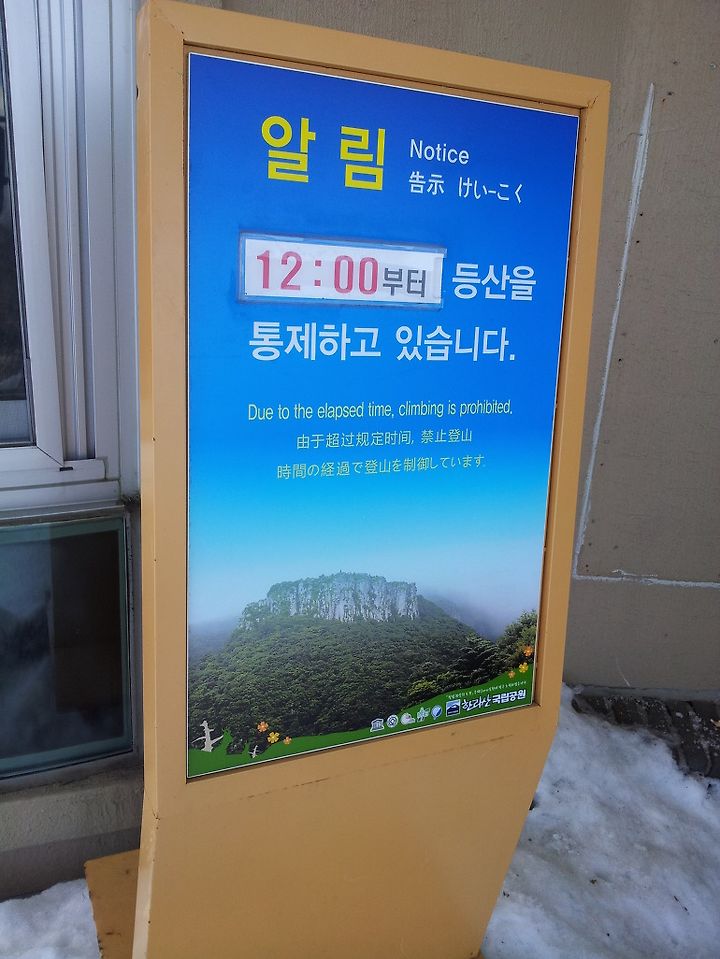 알림 Notice
告示 けいーこく
12:00부터 등산을
통제하고 있습니다.
Due to the elapsed time, climbing is prohibited.
由于超过规定时间, 禁止登山
時間の経過で登山を制御しています.
한라산 국립공원